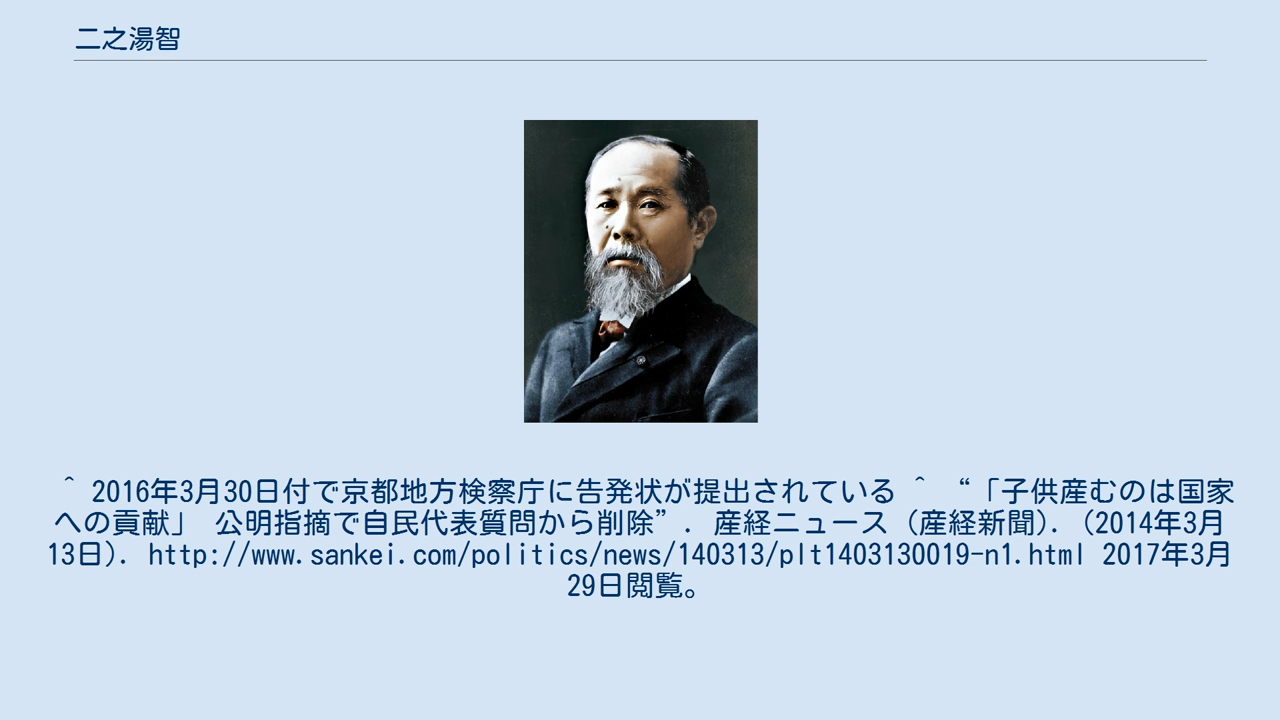 二之湯智
^ 2016年3月30日付で京都地方検察庁に告発状が提出されている ^ “「子供産むのは国家
への貢献」 公明指摘で自民代表質問から削除”. 産経ニュース (産経新聞). (2014年3月
13日). http://www.sankei.com/politics/news/140313/plt1403130019-n1.html 2017年3月
29日閲覧。